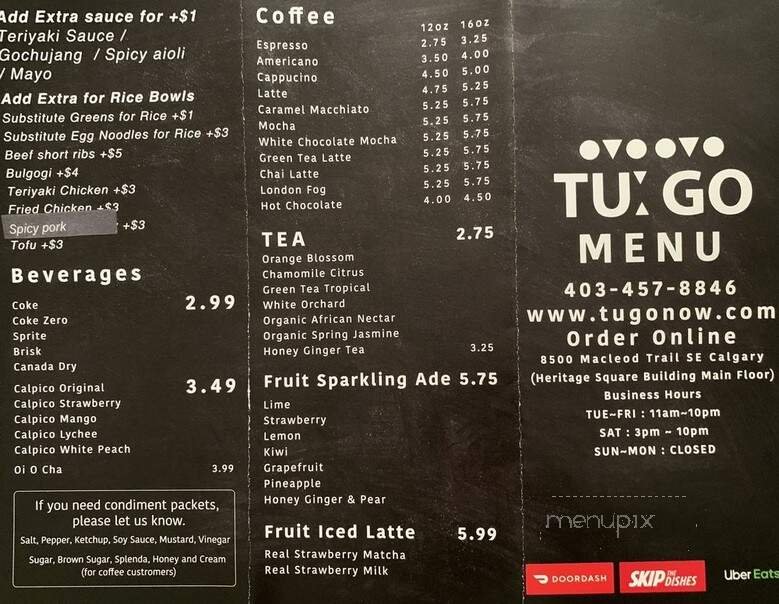 Add Extra sauce for +$1
Teriyaki Sauce /
Gochujang / Spicy aioli
/ Mayo
Add Extra for Rice Bowls
Substitute Greens for Rice +$1
Substitute Egg Noodles for Rice +$3
Beef short ribs +$5
Bulgogi +$4
Teriyaki Chicken +$3
Fried Chicken +$3
Spicy pork +$3
Tofu +$3
Beverages
Coke 2.99
Coke Zero
Sprite
Brisk
Canada Dry
Calpico Original 3.49
Calpico Strawberry
Calpico Mango
Calpico Lychee
Calpico White Peach
Oi O Cha 3.99
If you need condiment packets,
please let us know.
Salt, Pepper, Ketchup, Soy Sauce, Mustard, Vinegar
Sugar, Brown Sugar, Splenda, Honey and Cream
(for coffee custromers)
Coffee
12oz 16oz
Espresso 2.75 3.25
Americano 3.50 4.00
Cappucino 4.50 5.00
Latte 4.75 5.25
Caramel Macchiato 5.25 5.75
Mocha 5.25 5.75
White Chocolate Mocha 5.25 5.75
Green Tea Latte 5.25 5.75
Chai Latte 5.25 5.75
London Fog 5.25 5.75
Hot Chocolate 4.00 4.50
TEA 2.75
Orange Blossom
Chamomile Citrus
Green Tea Tropical
White Orchard
Organic African Nectar
Organic Spring Jasmine
Honey Ginger Tea 3.25
Fruit Sparkling Ade 5.75
Lime
Strawberry
Lemon
Kiwi
Grapefruit
Pineapple
Honey Ginger & Pear
Fruit Iced Latte 5.99
Real Strawberry Matcha
Real Strawberry Milk
TU:GO
MENU
403-457-8846
www.tugonow.com
Order Online
8500 Macleod Trail SE Calgary
(Heritage Square Building Main Floor)
Business Hours
TUE~FRI : 11am~10pm
SAT : 3pm ~ 10pm
SUN~MON : CLOSED
menupix
DOORDASH
SKIP THE DISHES
Uber Eats